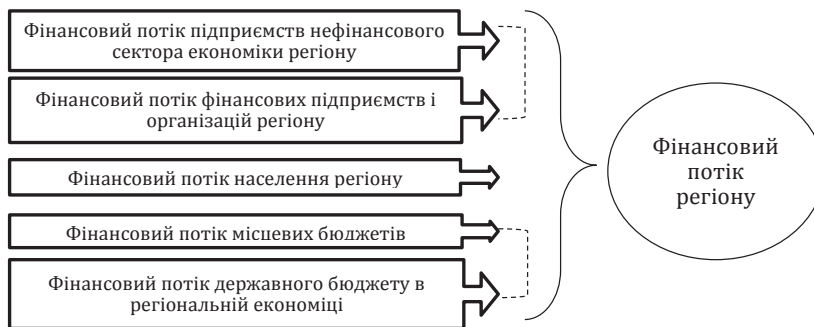 Фінансовий потік підприємств нефінансового
сектора економіки регіону
Фінансовий потік фінансових підприємств і
організацій регіону
Фінансовий потік населення регіону
Фінансовий потік місцевих бюджетів
Фінансовий потік державного бюджету в
регіональній економіці
Фінансовий
потік
регіону